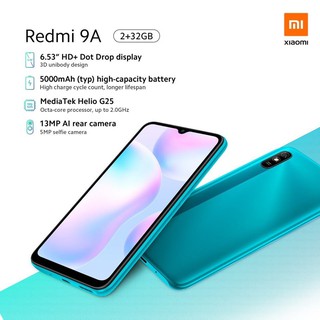 Redmi 9A 2+32GB
mi
xiaomi
6.53” HD+ Dot Drop display
3D unibody design
5000mAh (typ) high-capacity battery
High charge cycle count, longer lifespan
MediaTek Helio G25
Octa-core processor, up to 2.0GHz
13MP AI rear camera
5MP selfie camera